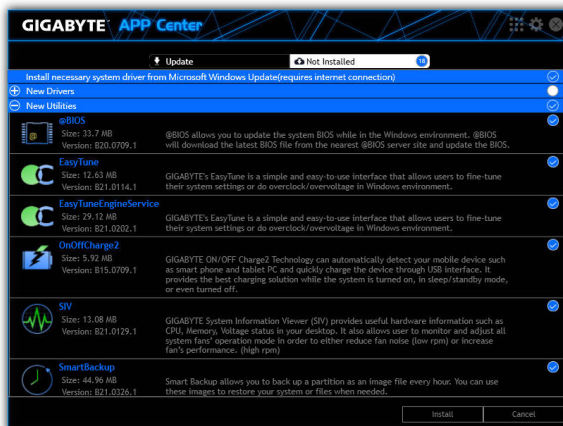 GIGABYTE™ APP Center
Update
Not Installed
18
Install necessary system driver from Microsoft Windows Update(requires internet connection)
New Drivers
New Utilities
@BIOS
Size: 33.7 MB
Version: B20.0709.1
@BIOS allows you to update the system BIOS while in the Windows environment. @BIOS
will download the latest BIOS file from the nearest @BIOS server site and update the BIOS.
EasyTune
Size: 12.63 MB
Version: B21.0114.1
GIGABYTE's EasyTune is a simple and easy-to-use interface that allows users to fine-tune
their system settings or do overclock/overvoltage in Windows environment.
EasyTuneEngineService
Size: 29.12 MB
Version: B21.0202.1
GIGABYTE's EasyTune is a simple and easy-to-use interface that allows users to fine-tune
their system settings or do overclock/overvoltage in Windows environment.
OnOffCharge2
Size: 5.92 MB
Version: B15.0709.1
GIGABYTE ON/OFF Charge2 Technology can automatically detect your mobile device such
as smart phone and tablet PC and quickly charge the device through USB interface. It
provides the best charging solution while the system is turned on, in sleep/standby mode,
or even turned off.
SIV
Size: 13.08 MB
Version: B21.0129.1
GIGABYTE System Information Viewer (SIV) provides useful hardware information such as
CPU, Memory, Voltage status in your desktop. It also allows user to monitor and adjust all
system fans' operation mode in order to either reduce fan noise (low rpm) or increase
fan's performance. (high rpm)
SmartBackup
Size: 44.96 MB
Version: B21.0326.1
Smart Backup allows you to back up a partition as an image file every hour. You can use
these images to restore your system or files when needed.
Install
Cancel